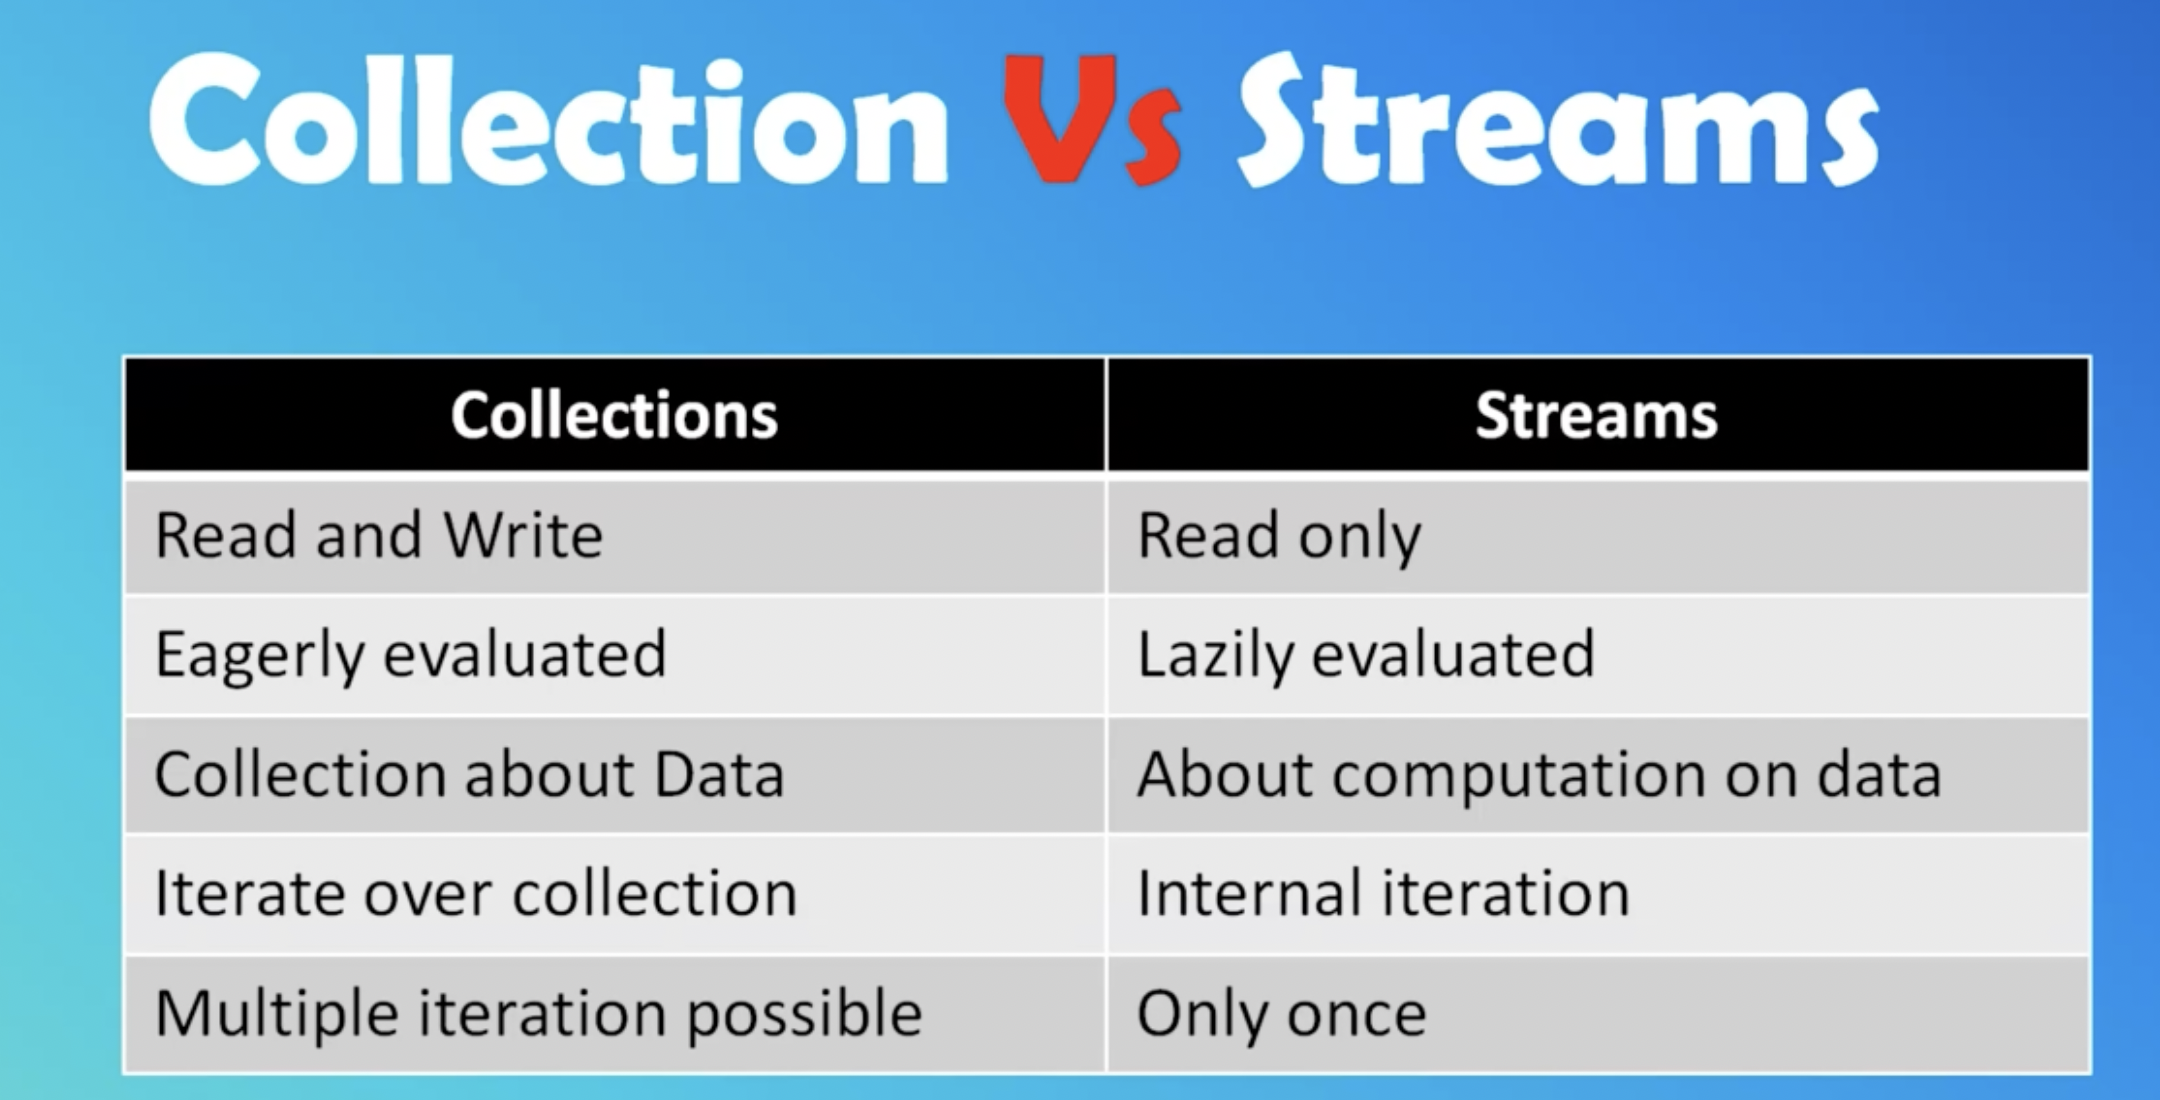 Collection Vs Streams
Collections
Streams
Read and Write
Read only
Eagerly evaluated
Lazily evaluated
Collection about Data
About computation on data
Iterate over collection
Internal iteration
Multiple iteration possible
Only once